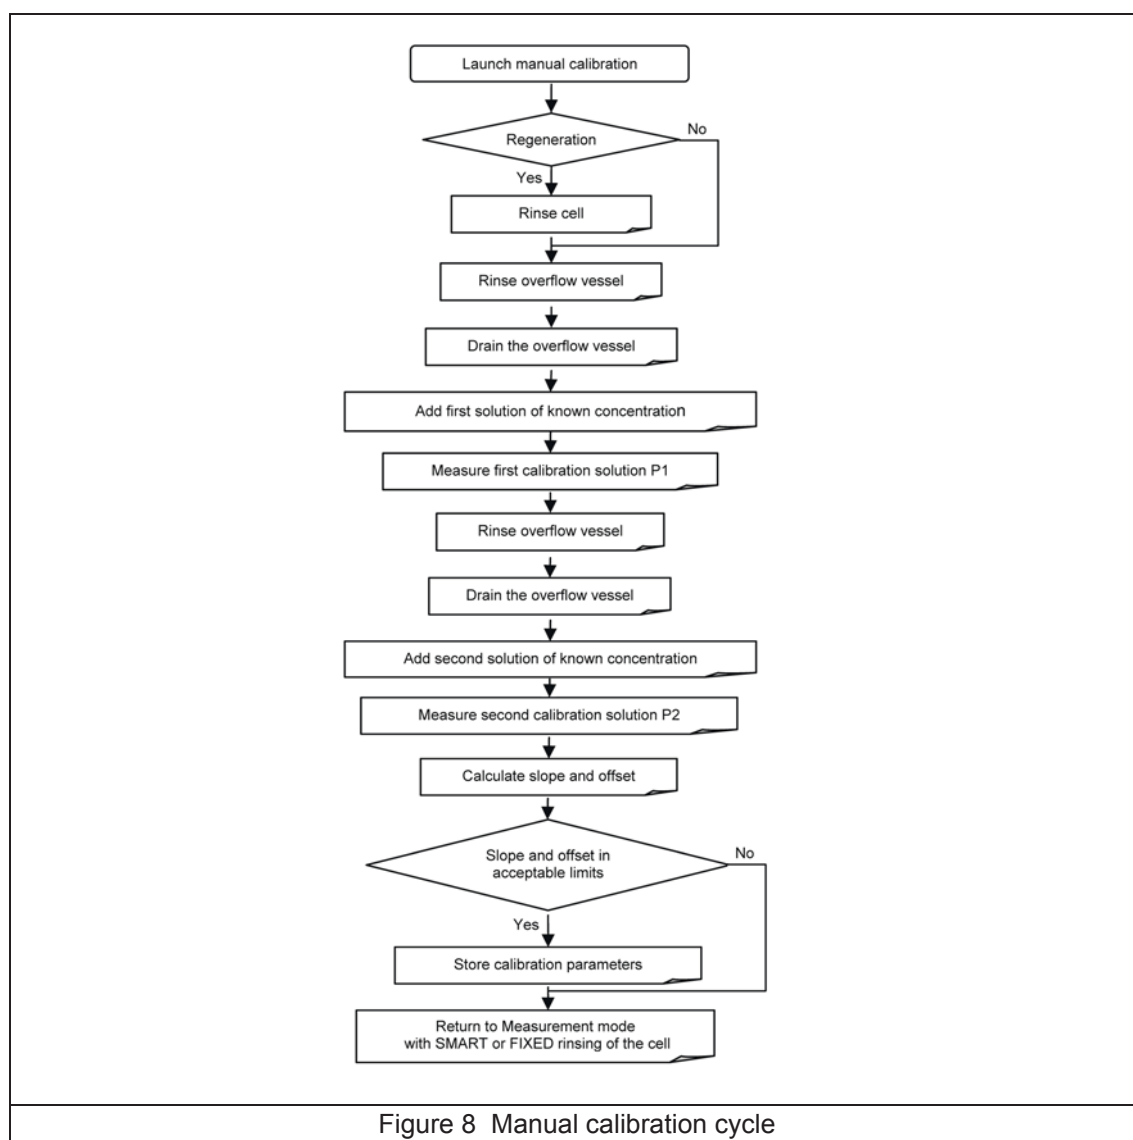 Launch manual calibration
Regeneration
No
Yes
Rinse cell
Rinse overflow vessel
Drain the overflow vessel
Add first solution of known concentration
Measure first calibration solution P1
Rinse overflow vessel
Drain the overflow vessel
Add second solution of known concentration
Measure second calibration solution P2
Calculate slope and offset
Slope and offset in
acceptable limits
No
Yes
Store calibration parameters
Return to Measurement mode
with SMART or FIXED rinsing of the cell
Figure 8 Manual calibration cycle